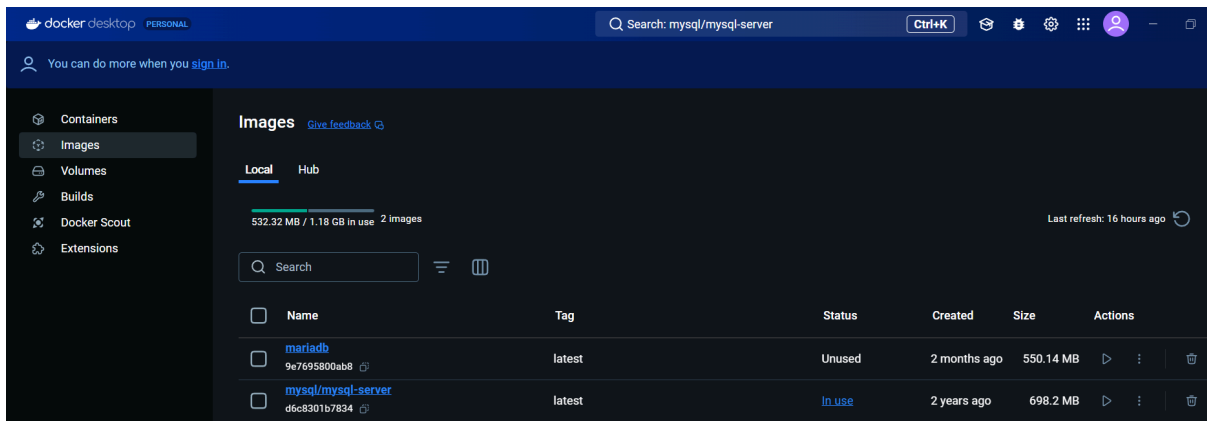 docker desktop PERSONAL Search: mysql/mysql-server Ctrl+K
You can do more when you sign in.
Containers
Images
Volumes
Builds
Docker Scout
Extensions
Images Give feedback
Local Hub
532.32 MB / 1.18 GB in use 2 images Last refresh: 16 hours ago
Search
Name Tag Status Created Size Actions
mariadb
9e7695800ab8
latest Unused 2 months ago 550.14 MB
mysql/mysql-server
d6c8301b7834
latest In use 2 years ago 698.2 MB